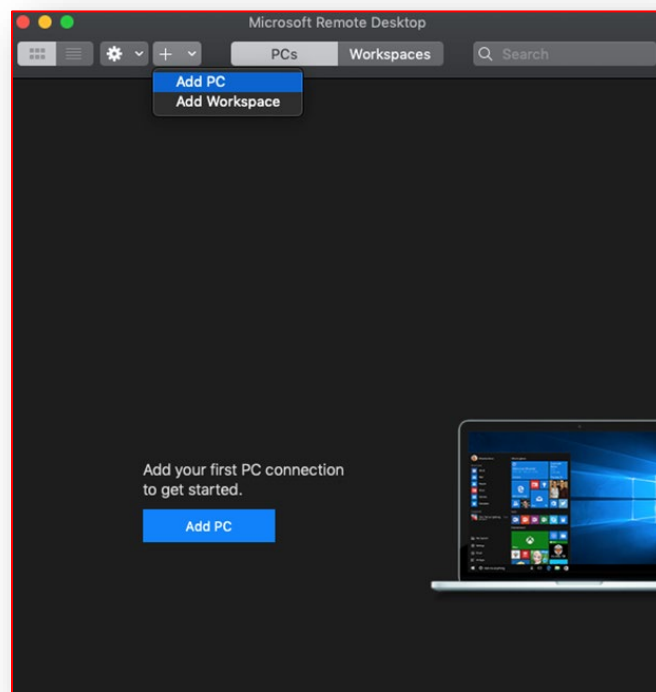 Microsoft Remote Desktop
PCs
Workspaces
Search
Add PC
Add Workspace
Add your first PC connection
to get started.
Add PC